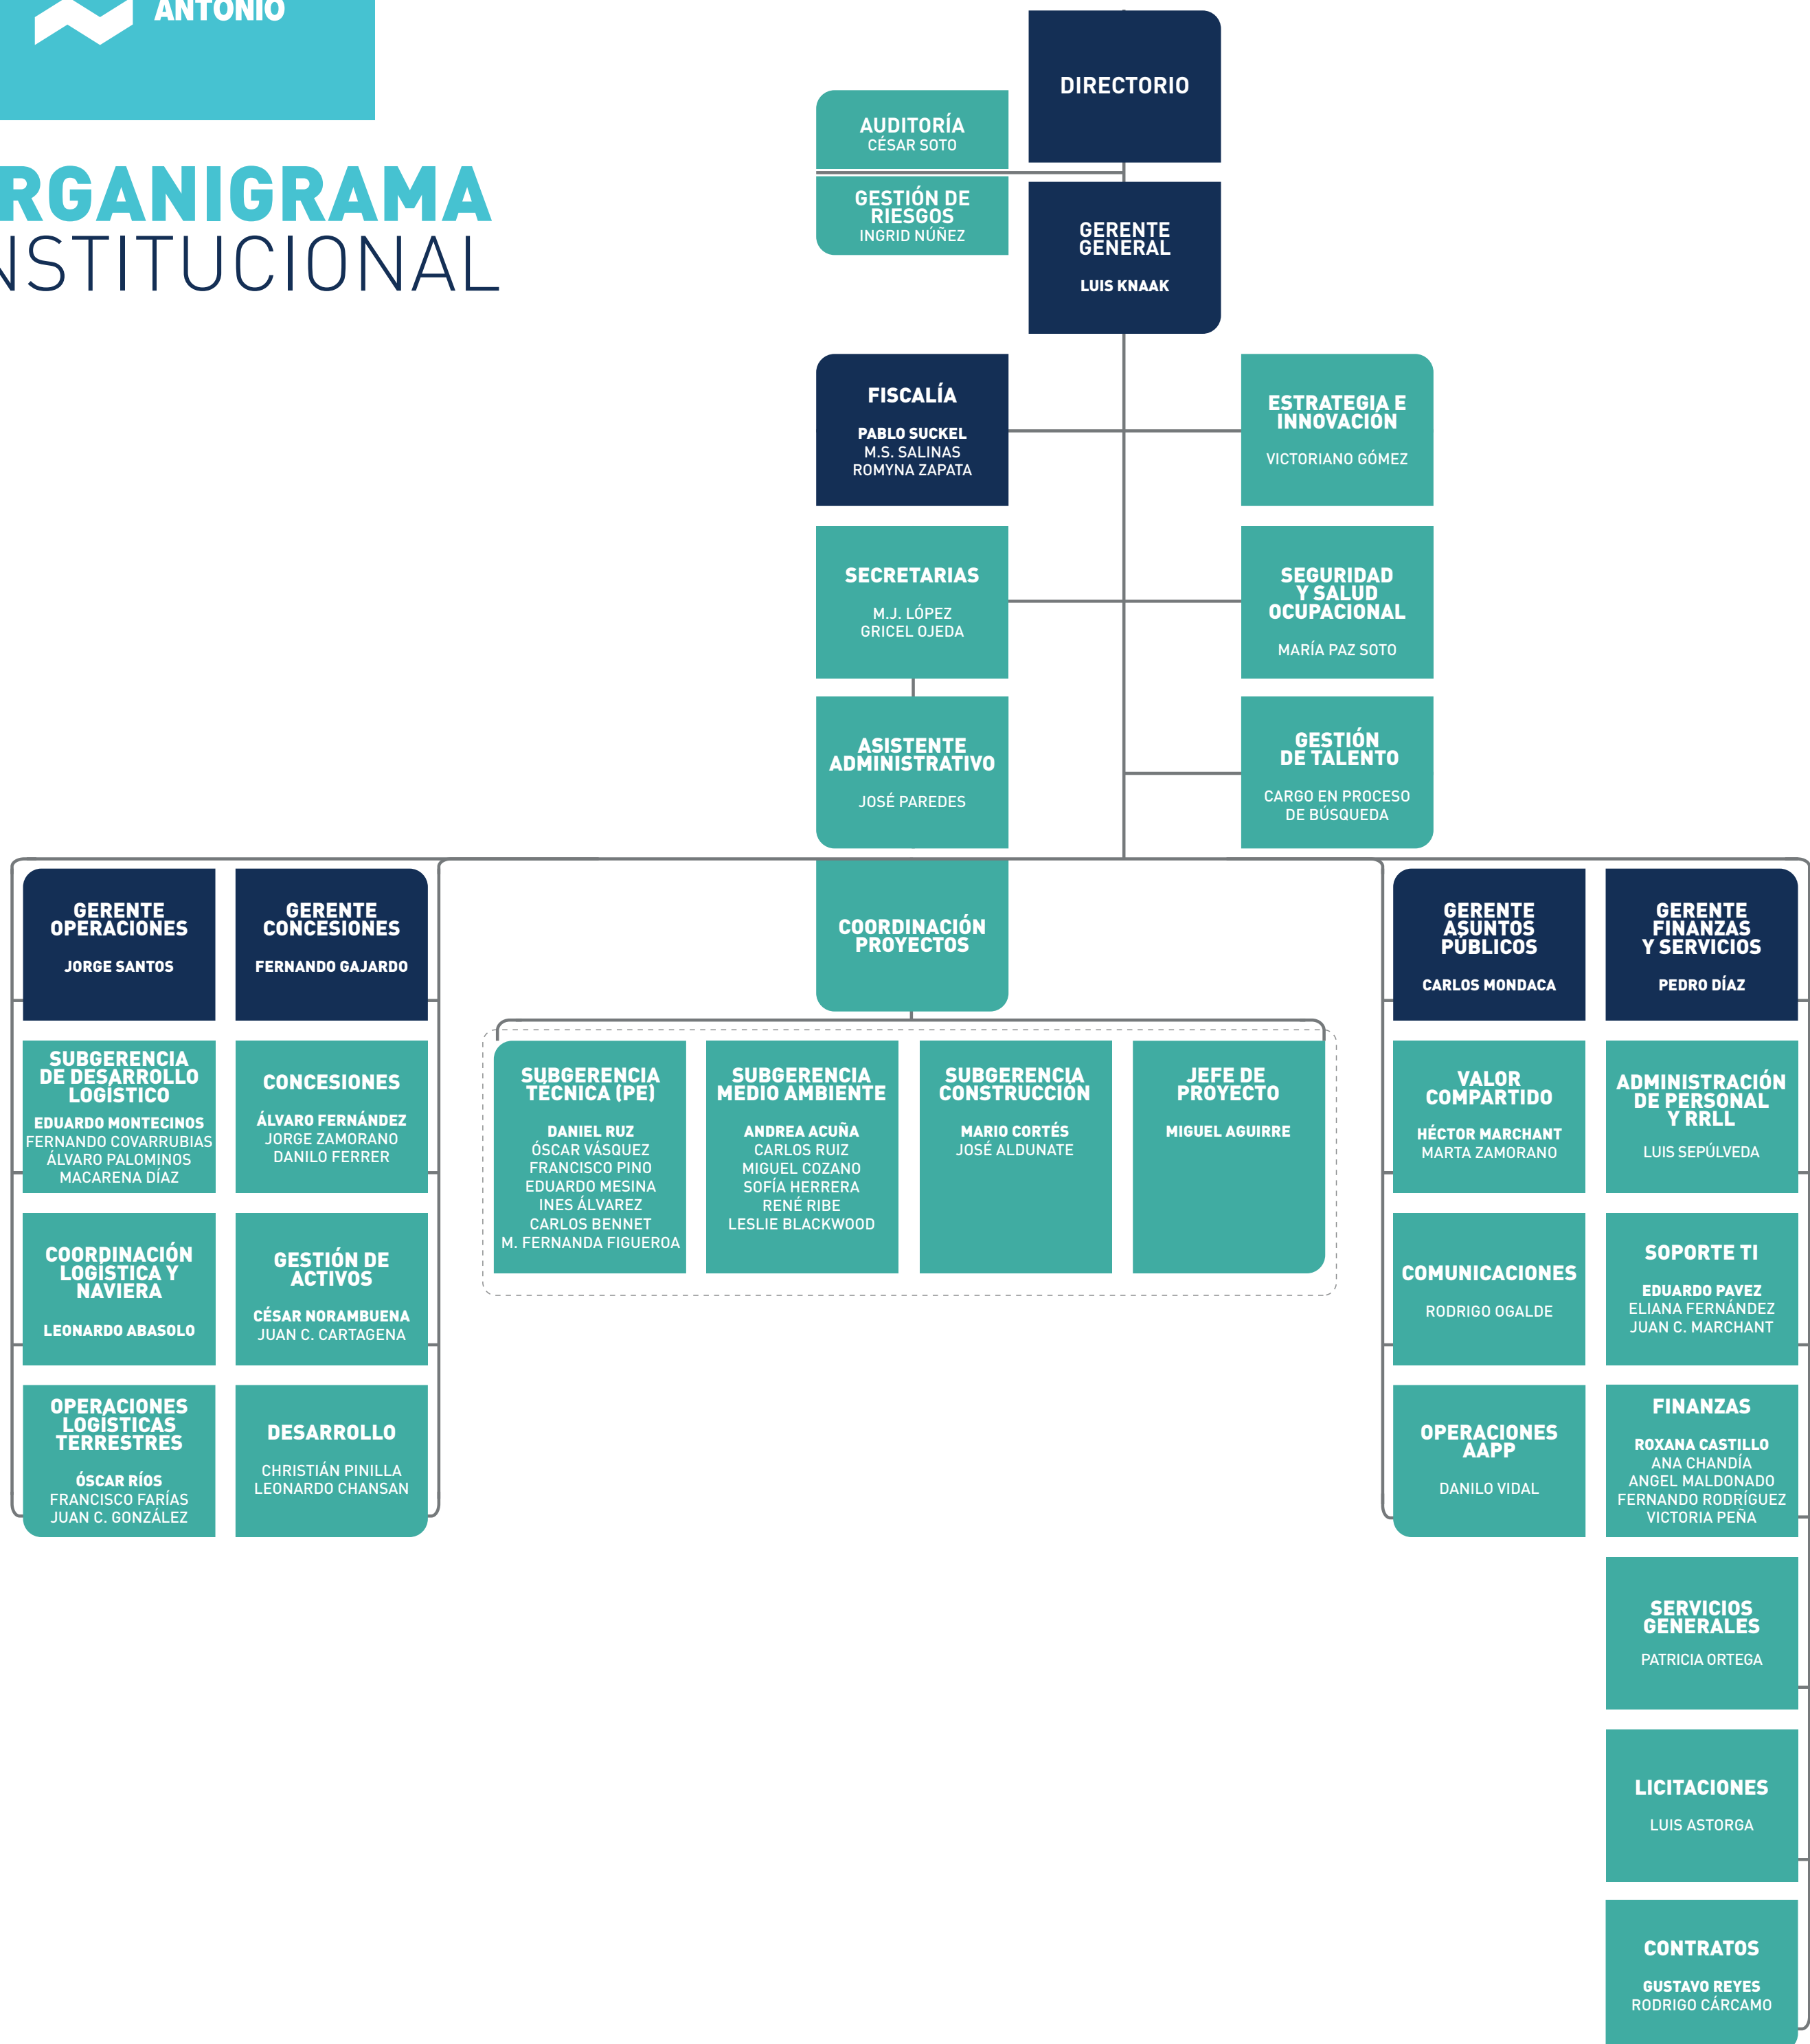 ANTONIO
RGANIGRAMA
NSTITUCIONAL
DIRECTORIO
AUDITORÍA
CÉSAR SOTO
GESTIÓN DE
RIESGOS
INGRID NÚÑEZ
GERENTE
GENERAL
LUIS KNAAK
FISCALÍA
PABLO SUCKEL
M.S. SALINAS
ROMYNA ZAPATA
ESTRATEGIA E
INNOVACIÓN
VICTORIANO GÓMEZ
SECRETARIAS
M.J. LÓPEZ
GRICEL OJEDA
SEGURIDAD
Y SALUD
OCUPACIONAL
MARÍA PAZ SOTO
ASISTENTE
ADMINISTRATIVO
JOSÉ PAREDES
GESTIÓN
DE TALENTO
CARGO EN PROCESO
DE BÚSQUEDA
GERENTE
OPERACIONES
JORGE SANTOS
GERENTE
CONCESIONES
FERNANDO GAJARDO
COORDINACIÓN
PROYECTOS
GERENTE
ASUNTOS
PÚBLICOS
CARLOS MONDACA
GERENTE
FINANZAS
Y SERVICIOS
PEDRO DÍAZ
SUBGERENCIA
DE DESARROLLO
LOGÍSTICO
EDUARDO MONTECINOS
FERNANDO COVARRUBIAS
ÁLVARO PALOMINOS
MACARENA DÍAZ
CONCESIONES
ÁLVARO FERNÁNDEZ
JORGE ZAMORANO
DANILO FERRER
SUBGERENCIA
TÉCNICA (PE)
DANIEL RUZ
ÓSCAR VÁSQUEZ
FRANCISCO PINO
EDUARDO MESINA
INES ÁLVAREZ
CARLOS BENNET
M. FERNANDA FIGUEROA
SUBGERENCIA
MEDIO AMBIENTE
ANDREA ACUÑA
CARLOS RUIZ
MIGUEL COZANO
SOFÍA HERRERA
RENÉ RIBE
LESLIE BLACKWOOD
SUBGERENCIA
CONSTRUCCIÓN
MARIO CORTÉS
JOSÉ ALDUNATE
JEFE DE
PROYECTO
MIGUEL AGUIRRE
VALOR
COMPARTIDO
HÉCTOR MARCHANT
MARTA ZAMORANO
ADMINISTRACIÓN
DE PERSONAL
Y RRLL
LUIS SEPÚLVEDA
COORDINACIÓN
LOGÍSTICA Y
NAVIERA
LEONARDO ABASOLO
GESTIÓN DE
ACTIVOS
CÉSAR NORAMBUENA
JUAN C. CARTAGENA
COMUNICACIONES
RODRIGO OGALDE
SOPORTE TI
EDUARDO PAVEZ
ELIANA FERNÁNDEZ
JUAN C. MARCHANT
OPERACIONES
LOGÍSTICAS
TERRESTRES
ÓSCAR RÍOS
FRANCISCO FARÍAS
JUAN C. GONZÁLEZ
DESARROLLO
CHRISTIÁN PINILLA
LEONARDO CHANSAN
OPERACIONES
AAPP
DANILO VIDAL
FINANZAS
ROXANA CASTILLO
ANA CHANDÍA
ANGEL MALDONADO
FERNANDO RODRÍGUEZ
VICTORIA PEÑA
SERVICIOS
GENERALES
PATRICIA ORTEGA
LICITACIONES
LUIS ASTORGA
CONTRATOS
GUSTAVO REYES
RODRIGO CÁRCAMO